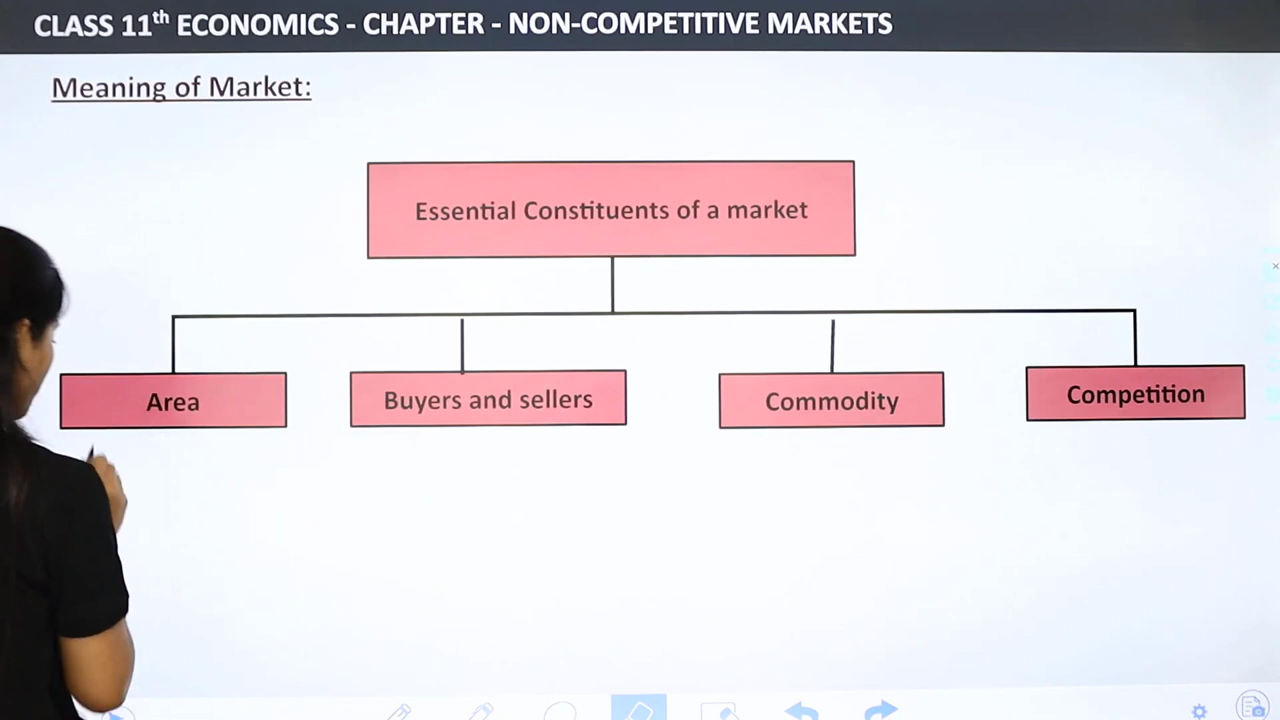 CLASS 11th ECONOMICS - CHAPTER - NON-COMPETITIVE MARKETS
Meaning of Market:
Essential Constituents of a market
Area
Buyers and sellers
Commodity
Competition